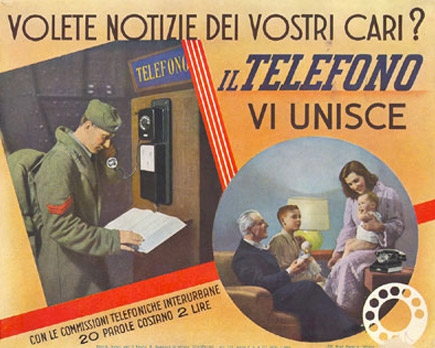 VOLETE NOTIZIE DEI VOSTRI CARI?
TELEFONO
IL TELEFONO
VI UNISCE
CON LE COMMISSIONI TELEFONICHE INTERURBANE
20 PAROLE COSTANO 2 LIRE